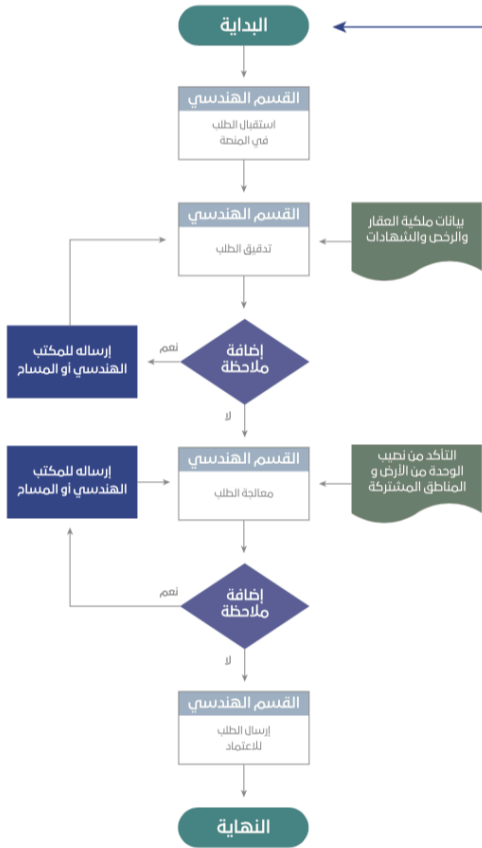 البداية
القسم الهندسي
استقبال الطلب
في المنصة
القسم الهندسي
تدقيق الطلب
بيانات ملكية العقار
والرخص والشهادات
إضافة
ملاحظة
نعم
إرساله للمكتب
الهندسي أو المساح
لا
القسم الهندسي
معالجة الطلب
التأكد من نصيب
الوحدة من الأرض و
المناطق المشتركة
إرساله للمكتب
الهندسي أو المساح
إضافة
ملاحظة
نعم
لا
القسم الهندسي
إرسال الطلب
للاعتماد
النهاية